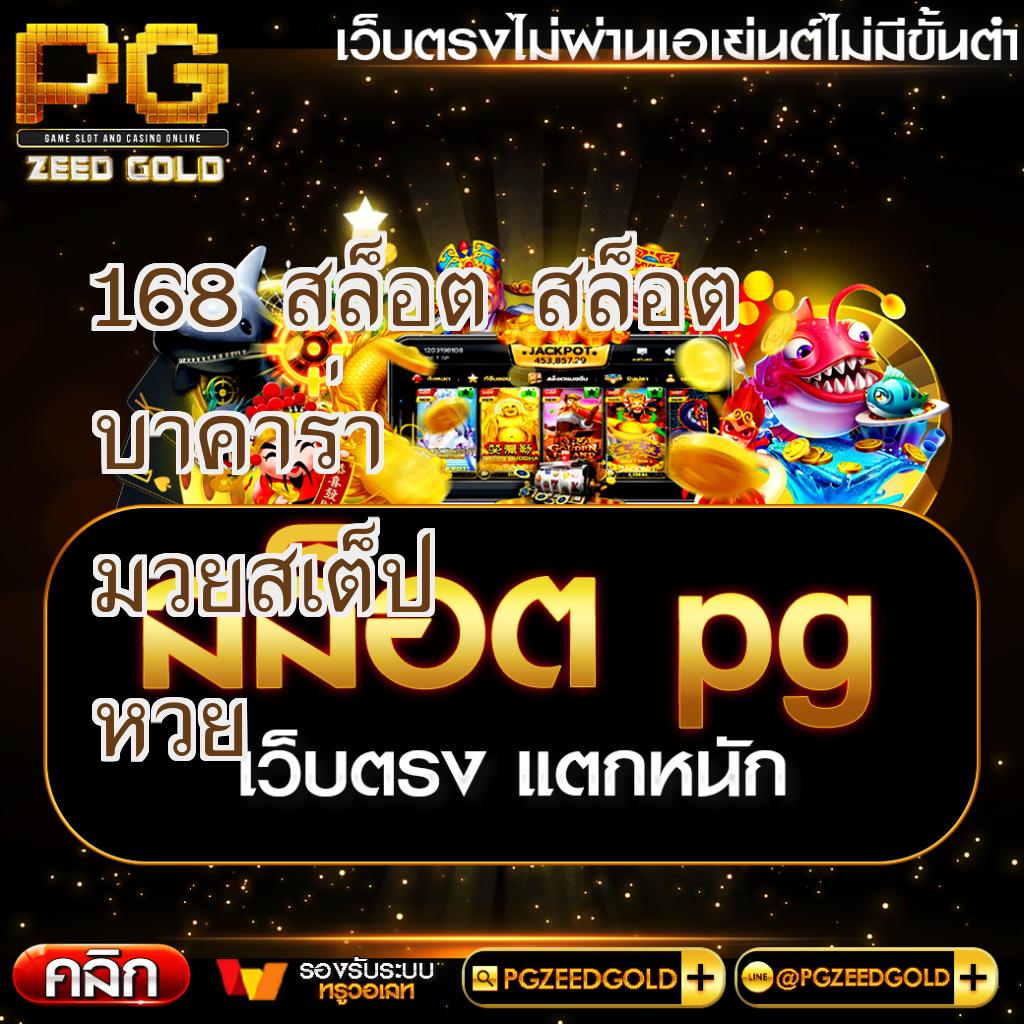 เว็บตรงไม่ผ่านเอเย่นต์ไม่มีขั้นต่ำ
PG
GAME SLOT AND CASINO ONLINE
ZEED GOLD
168 สล็อต สล็อต
JACKPOT
453,857.79
บาคาร่า
มวยสเต็ป
สล็อต pg
หวย
เว็บตรง แตกหนัก
คลิก
รองรับระบบ
ทรูวอเลท
PGZEEDGOLD +
LINE @PGZEEDGOLD +